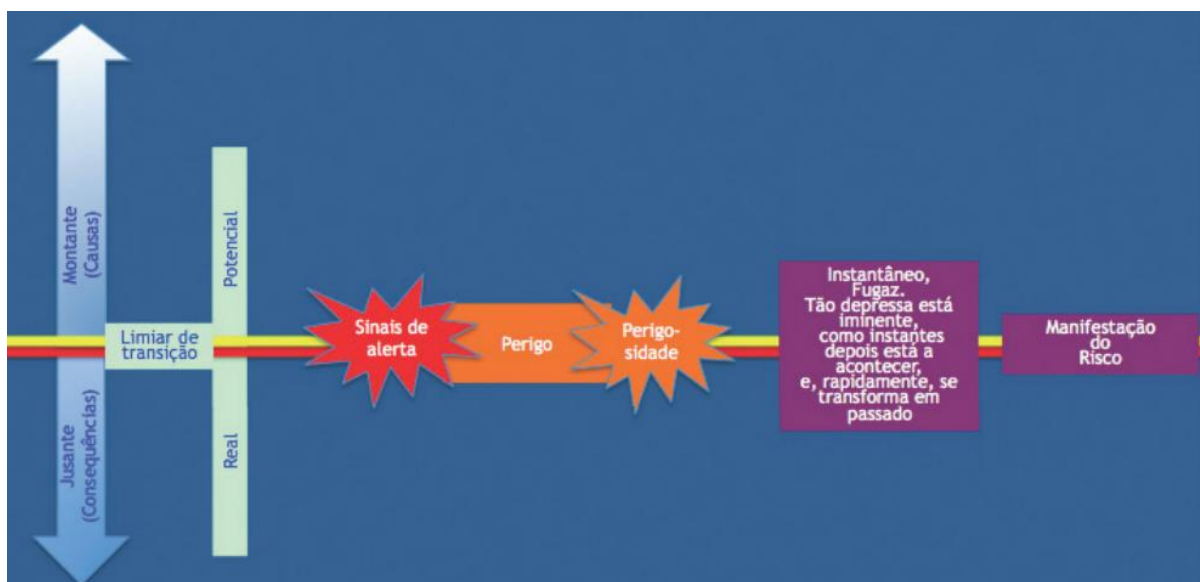 Montante
(Causas)
Jusante
(Consequências)
Limiar de
transição
Potencial
Real
Sinais de
alerta
Perigo
Perigo-
sidade
Instantâneo,
Fugaz.
Tão depressa está
iminente,
como instantes
depois está a
acontecer,
e, rapidamente, se
transforma em
passado
Manifestação
do
Risco